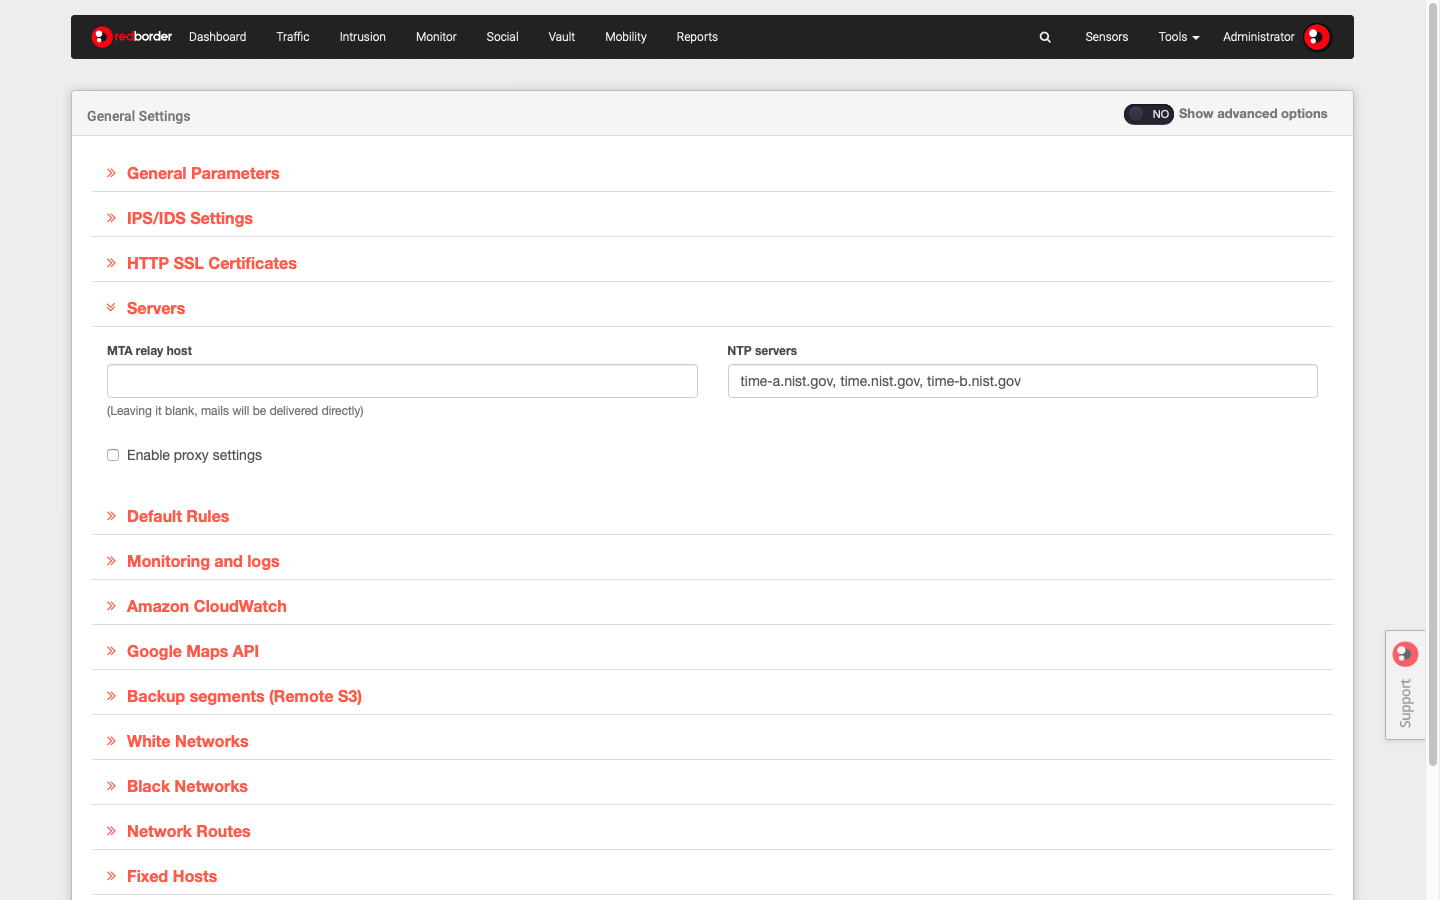 redborder Dashboard Traffic Intrusion Monitor Social Vault Mobility Reports Sensors Tools Administrator
General Settings NO Show advanced options
General Parameters
IPS/IDS Settings
HTTP SSL Certificates
Servers
MTA relay host NTP servers
time-a.nist.gov, time.nist.gov, time-b.nist.gov
(Leaving it blank, mails will be delivered directly)
Enable proxy settings
Default Rules
Monitoring and logs
Amazon CloudWatch
Google Maps API
Backup segments (Remote S3)
White Networks
Black Networks
Network Routes
Fixed Hosts
Support